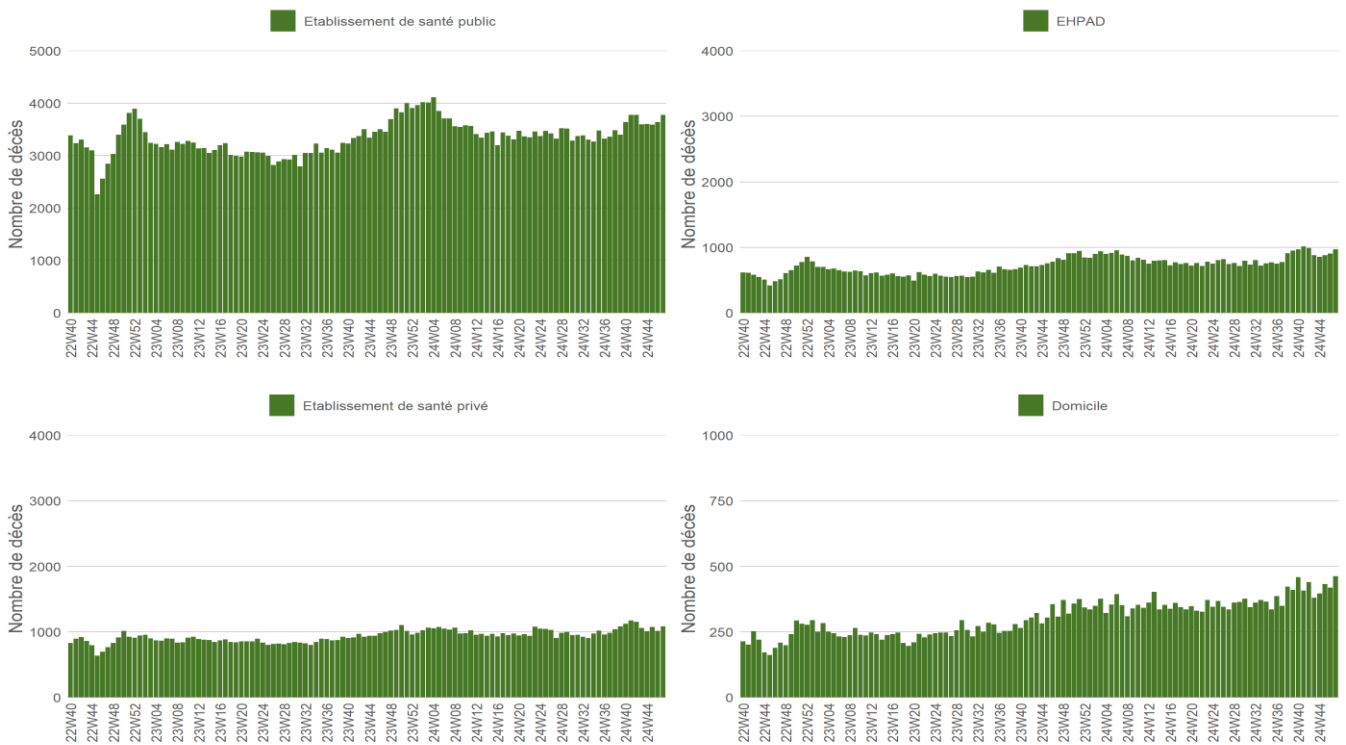 Etablissement de santé public
Nombre de décès
5000
4000
3000
2000
1000
0
22W40
22W44
22W48
22W52
23W04
23W08
23W12
23W16
23W20
23W24
23W28
23W32
23W36
23W40
23W44
23W48
23W52
24W04
24W08
24W12
24W16
24W20
24W24
24W28
24W32
24W36
24W40
24W44
EHPAD
4000
3000
2000
1000
0
22W40
22W44
22W48
22W52
23W04
23W08
23W12
23W16
23W20
23W24
23W28
23W32
23W36
23W40
23W44
23W48
23W52
24W04
24W08
24W12
24W16
24W20
24W24
24W28
24W32
24W36
24W40
24W44
Nombre de décès
Etablissement de santé privé
Nombre de décès
4000
3000
2000
1000
0
22W40
22W44
22W48
22W52
23W04
23W08
23W12
23W16
23W20
23W24
23W28
23W32
23W36
23W40
23W44
23W48
23W52
24W04
24W08
24W12
24W16
24W20
24W24
24W28
24W32
24W36
24W40
24W44
Domicile
Nombre de décès
1000
750
500
250
0
22W40
22W44
22W48
22W52
23W04
23W08
23W12
23W16
23W20
23W24
23W28
23W32
23W36
23W40
23W44
23W48
23W52
24W04
24W08
24W12
24W16
24W20
24W24
24W28
24W32
24W36
24W40
24W44